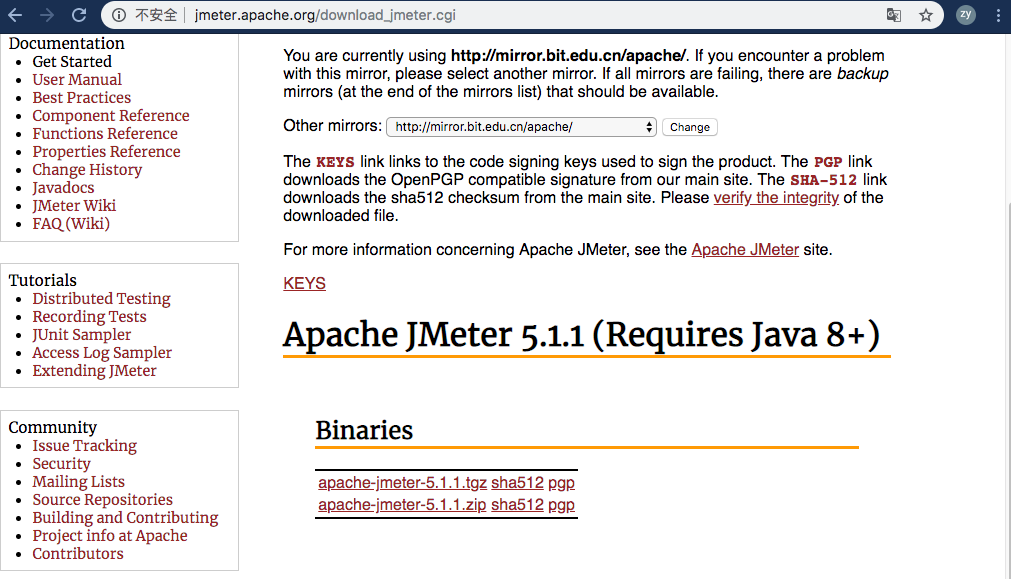 不安全 jmeter.apache.org/download_jmeter.cgi
zy
Documentation
Get Started
User Manual
Best Practices
Component Reference
Functions Reference
Properties Reference
Change History
Javadocs
JMeter Wiki
FAQ (Wiki)
Tutorials
Distributed Testing
Recording Tests
JUnit Sampler
Access Log Sampler
Extending JMeter
Community
Issue Tracking
Security
Mailing Lists
Source Repositories
Building and Contributing
Project info at Apache
Contributors
You are currently using http://mirror.bit.edu.cn/apache/. If you encounter a problem
with this mirror, please select another mirror. If all mirrors are failing, there are backup
mirrors (at the end of the mirrors list) that should be available.
Other mirrors: http://mirror.bit.edu.cn/apache/ Change
The KEYS link links to the code signing keys used to sign the product. The PGP link
downloads the OpenPGP compatible signature from our main site. The SHA-512 link
downloads the sha512 checksum from the main site. Please verify the integrity of the
downloaded file.
For more information concerning Apache JMeter, see the Apache JMeter site.
KEYS
Apache JMeter 5.1.1 (Requires Java 8+)
Binaries
apache-jmeter-5.1.1.tgz sha512 pgp
apache-jmeter-5.1.1.zip sha512 pgp